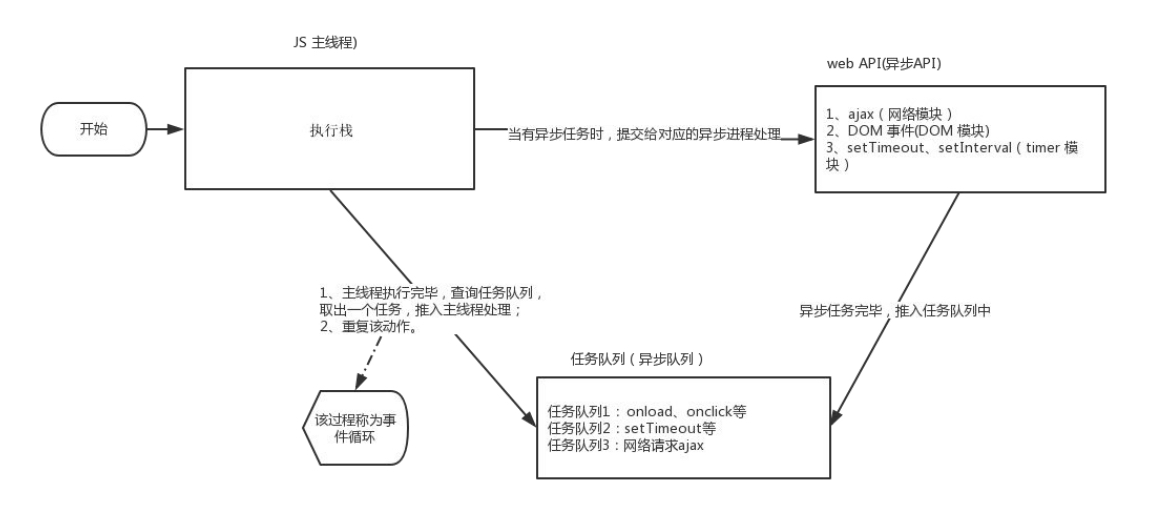 JS 主线程)
web API(异步API)
开始
执行栈
当有异步任务时，提交给对应的异步进程处理
1、ajax（网络模块）
2、DOM 事件(DOM 模块)
3、setTimeout、setInterval（timer 模
块）
1、主线程执行完毕，查询任务队列，
取出一个任务，推入主线程处理；
2、重复该动作。
异步任务完毕，推入任务队列中
任务队列（异步队列）
该过程称为事
件循环
任务队列1： onload、onclick等
任务队列2：setTimeout等
任务队列3：网络请求ajax